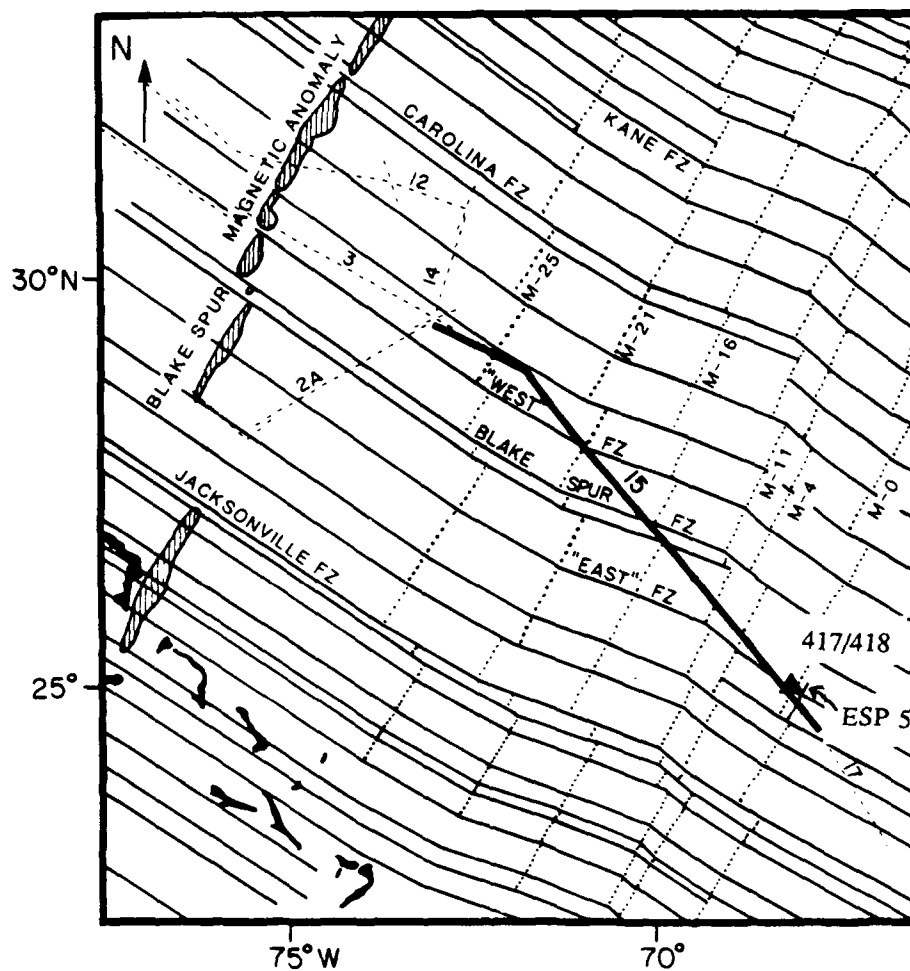 N
MAGNETIC ANOMALY
BLAKE SPUR
CAROLINA FZ
KANE FZ
12
3
14
2A
30°N
M-25
M-21
M-16
M-11
M-4
M-0
"WEST" FZ
BLAKE SPUR FZ
15
"EAST" FZ
JACKSONVILLE FZ
417/418
25°
ESP 5
17
75°W
70°